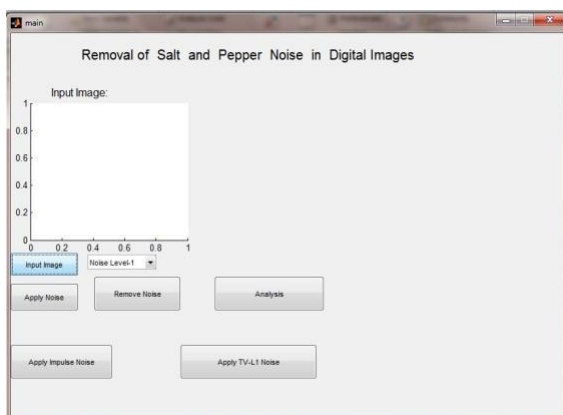 main
Removal of Salt and Pepper Noise in Digital Images
Input Image:
1
0.8
0.6
0.4
0.2
0
0 0.2 0.4 0.6 0.8 1
Input Image Noise Level-1
Apply Noise Remove Noise Analysis
Apply Impulse Noise Apply TV-L1 Noise